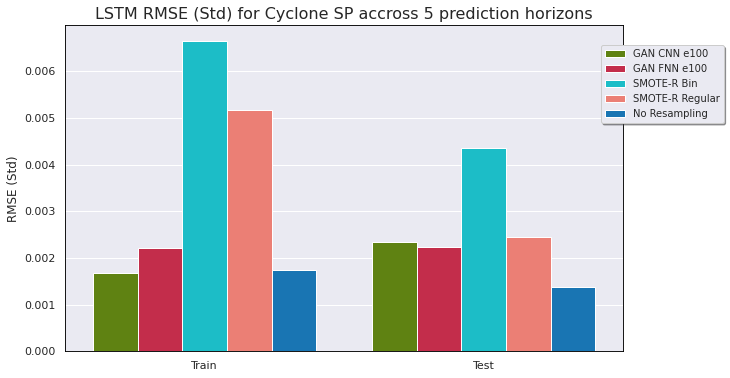 LSTM RMSE (Std) for Cyclone SP accross 5 prediction horizons
GAN CNN e100
GAN FNN e100
SMOTE-R Bin
SMOTE-R Regular
No Resampling
RMSE (Std)
0.006
0.005
0.004
0.003
0.002
0.001
0.000
Train
Test